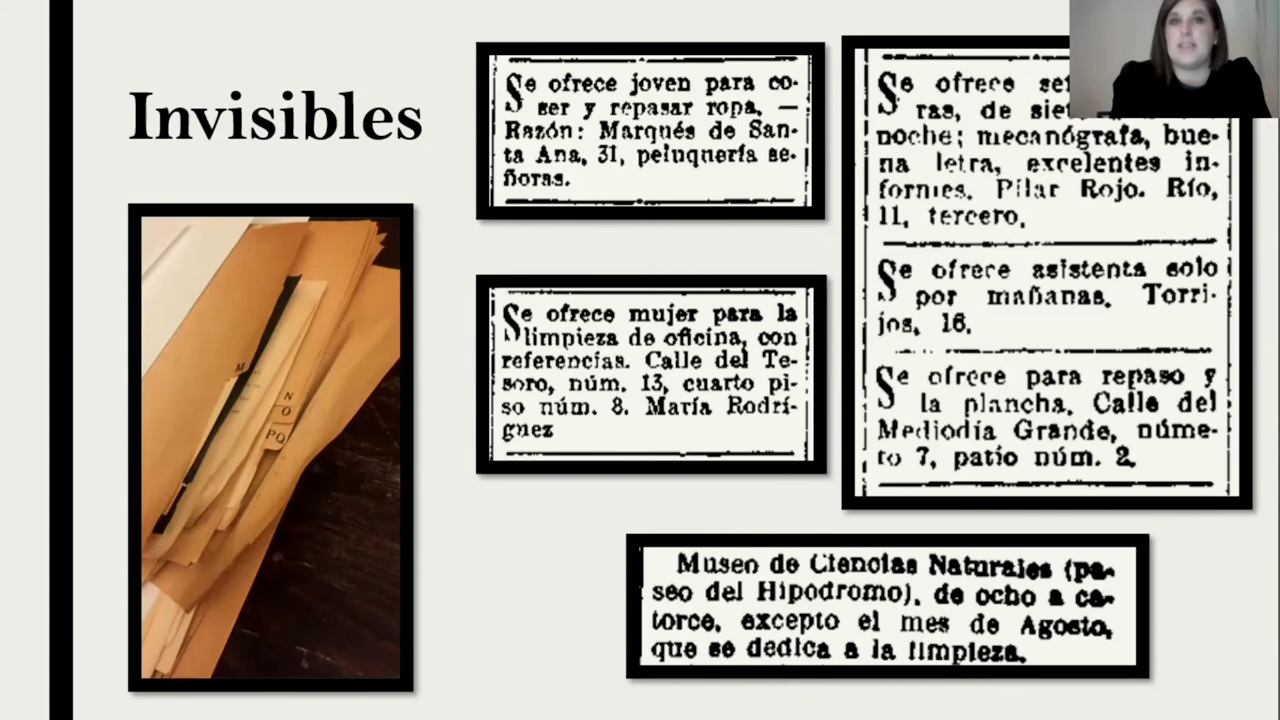 Invisibles
Se ofrece joven para co-
ser y repasar ropa. —
Razón: Marqués de San-
ta Ana, 31, peluquería se-
ñoras.
Se ofrece mujer para la
limpieza de oficina, con
referencias. Calle del Te-
soro, núm. 13, cuarto pi-
so núm. 8. María Rodrí-
guez
Se ofrece
ras, de
noche; mecanógrafa, bue-
na letra, excelentes in-
formes. Pilar Rojo. Río,
11, tercero.
Se ofrece asistenta solo
por mañanas. Torri-
jos, 16.
Se ofrece para repaso y
la plancha. Calle del
Mediodía Grande, núme-
ro 7, patio núm. 2.
M
N
O
PQ
Museo de Ciencias Naturales (pa-
seo del Hipódromo), de ocho a ca-
torce, excepto el mes de Agosto,
que se dedica a la limpieza.